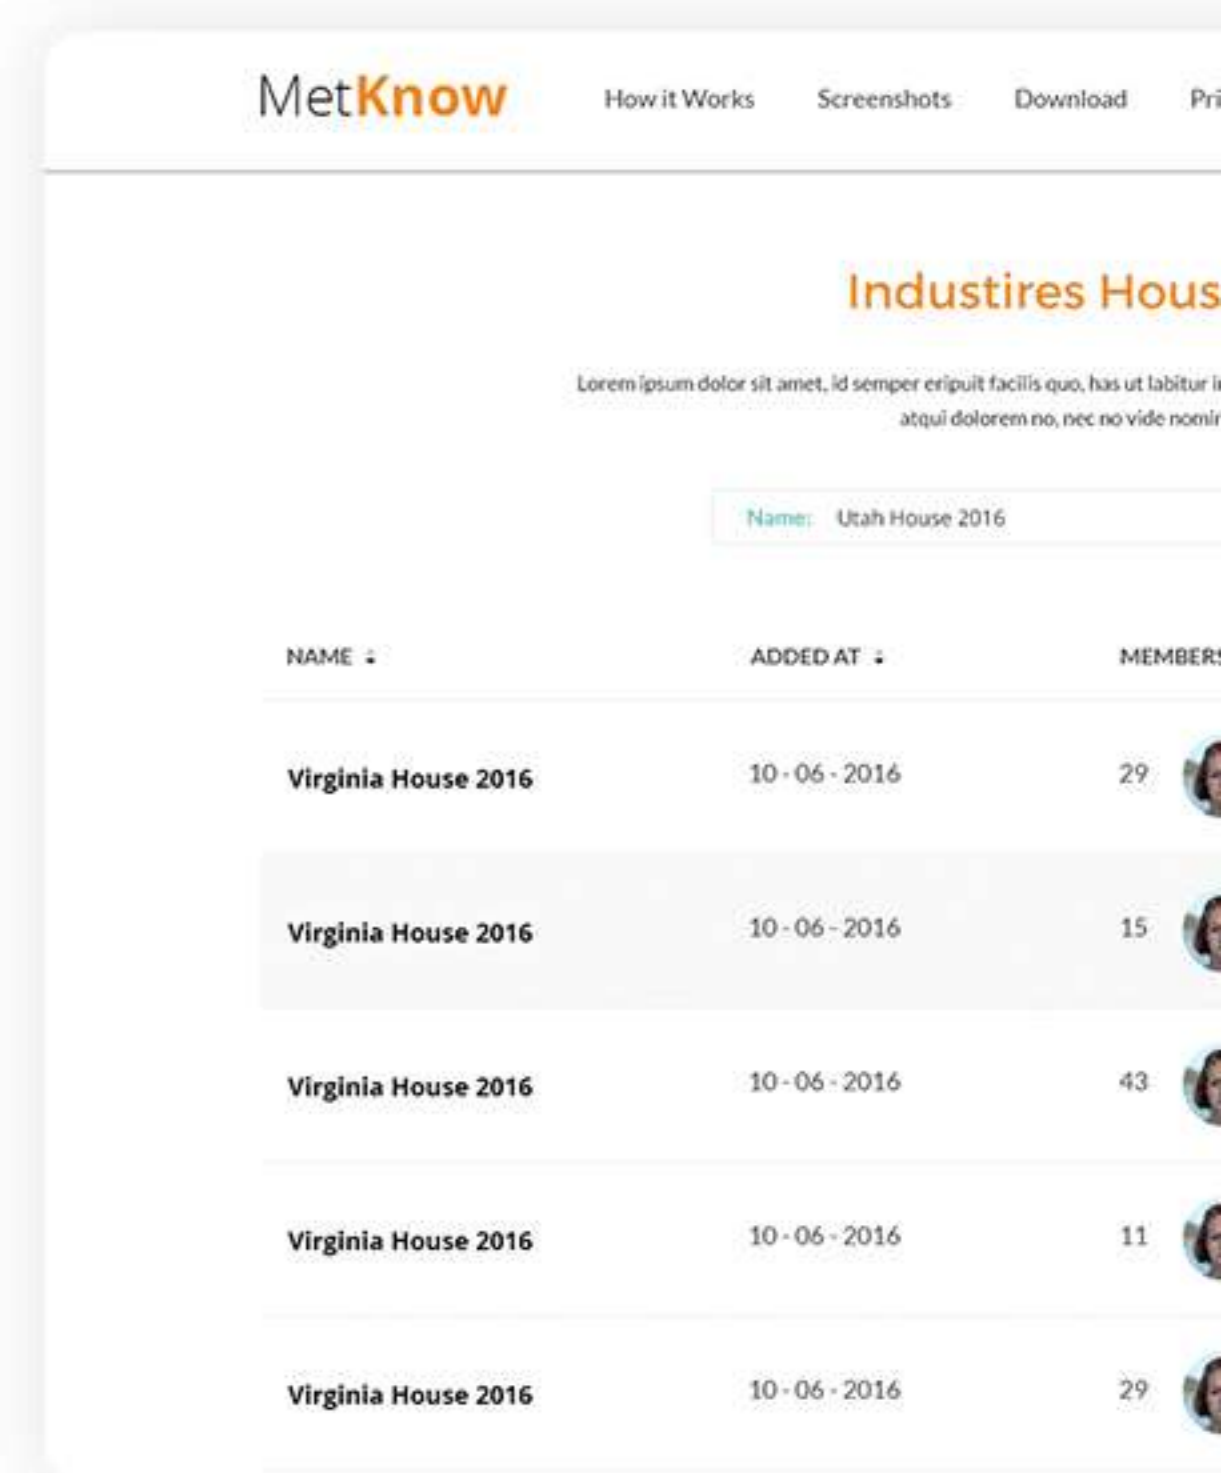 MetKnow How it Works Screenshots Download Pri
Industires Hous
Lorem ipsum dolor sit amet, id semper eripuit facilis quo, has ut labitur i
atqui dolorem no, nec no vide nomi
Name: Utah House 2016
NAME ADDED AT MEMBERS
Virginia House 2016 10 - 06 - 2016 29
Virginia House 2016 10 - 06 - 2016 15
Virginia House 2016 10 - 06 - 2016 43
Virginia House 2016 10 - 06 - 2016 11
Virginia House 2016 10 - 06 - 2016 29